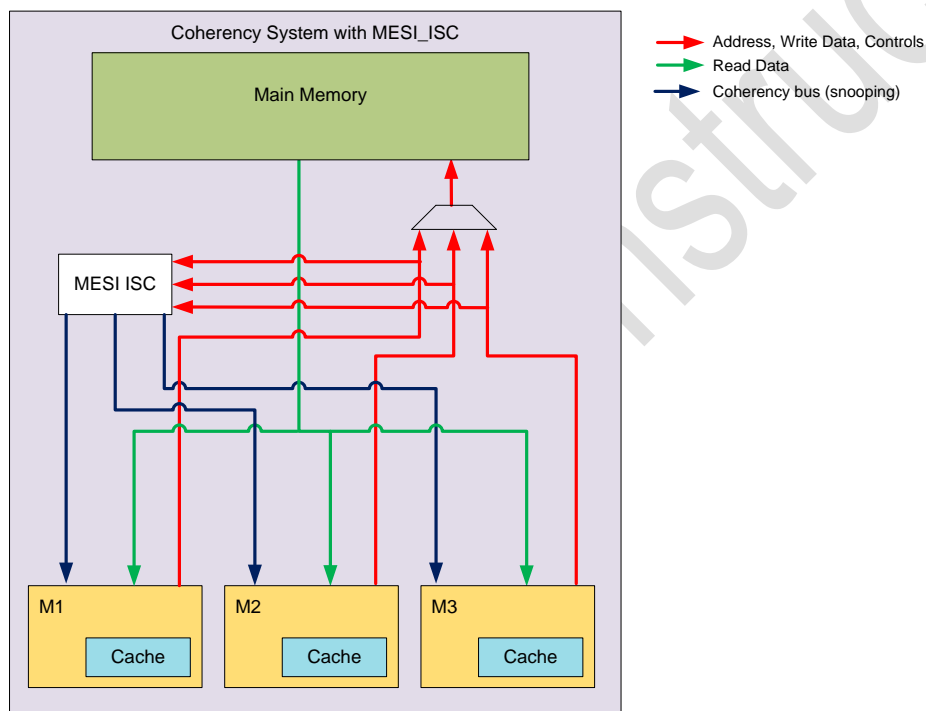 Coherency System with MESI_ISC
Main Memory
Address, Write Data, Controls
Read Data
Coherency bus (snooping)
MESI ISC
M1
Cache
M2
Cache
M3
Cache